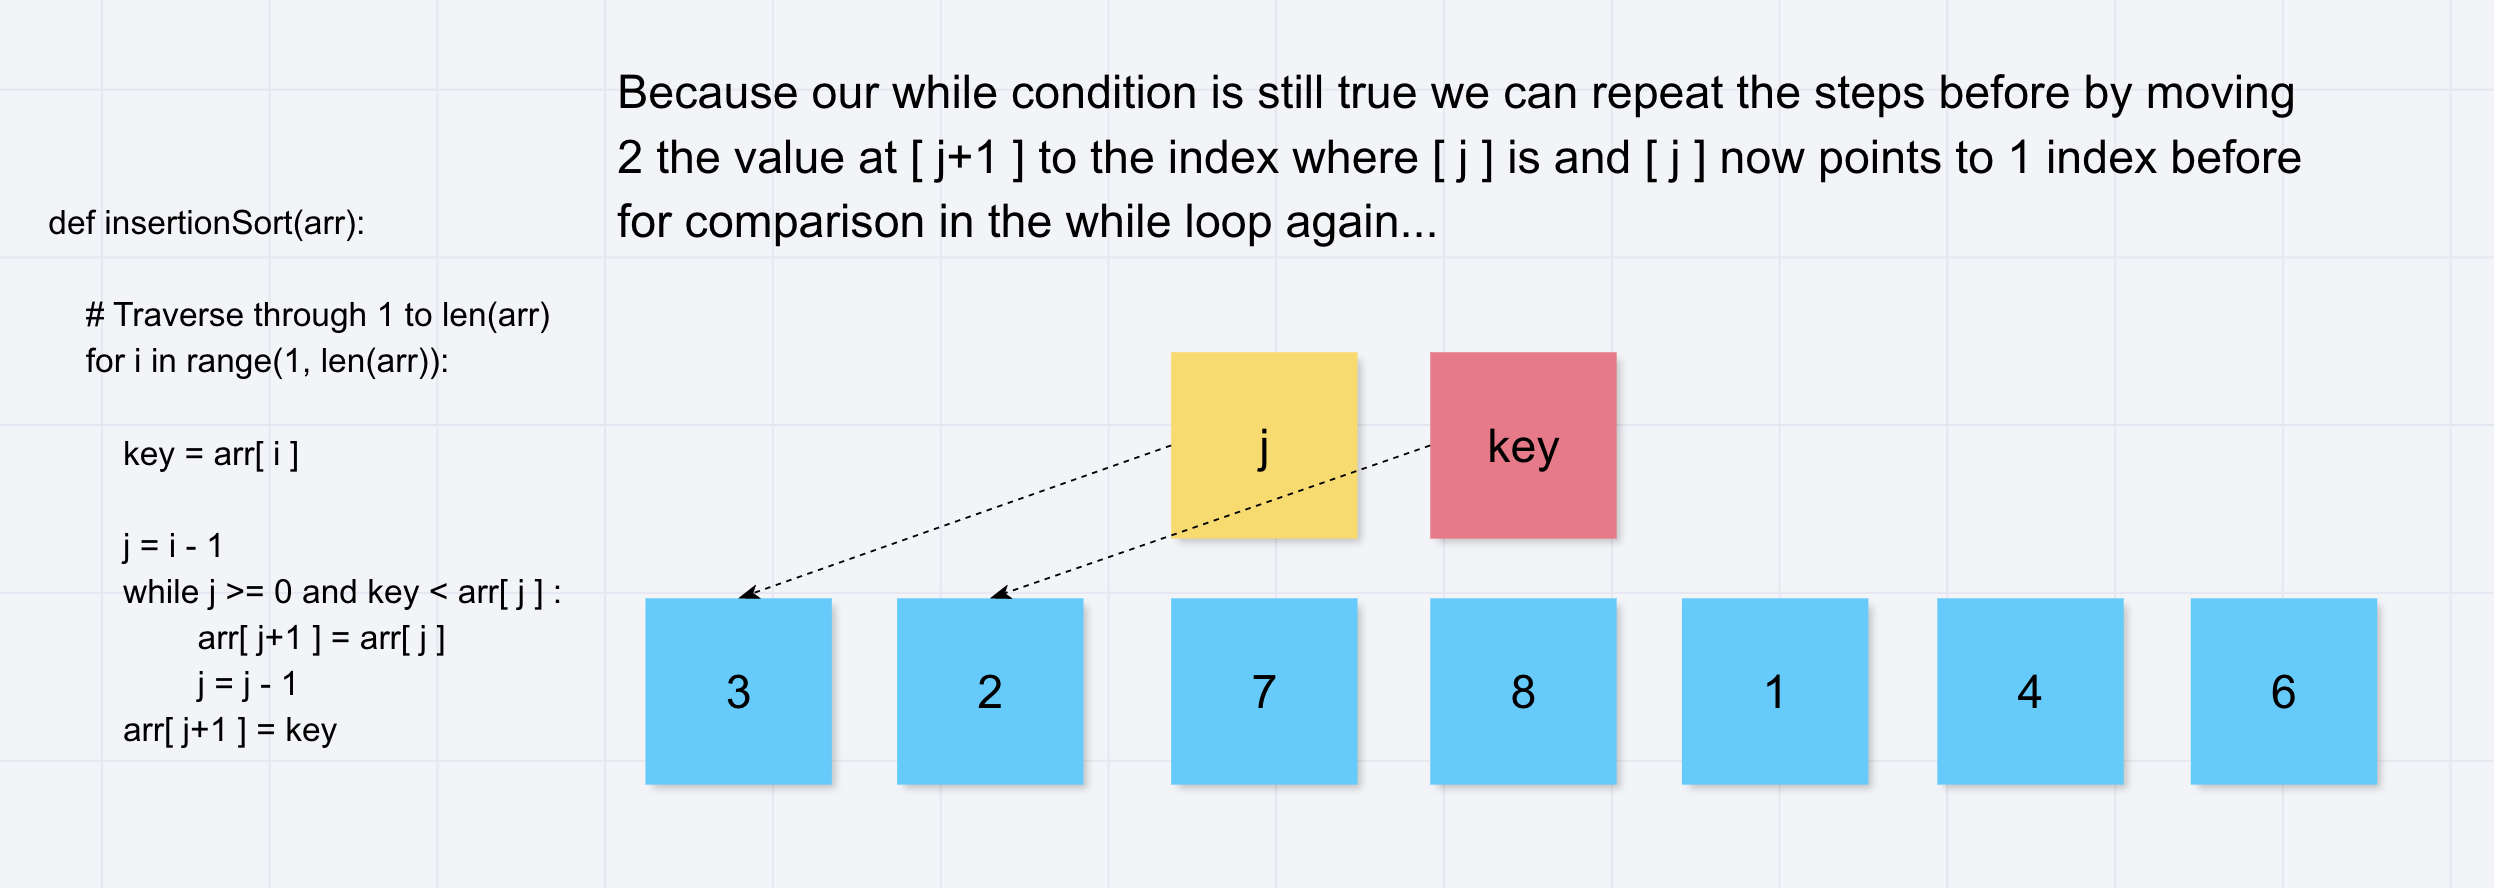 Because our while condition is still true we can repeat the steps before by moving
2 the value at [ j+1 ] to the index where [ j ] is and [ j ] now points to 1 index before
for comparison in the while loop again...
def insertionSort(arr):
# Traverse through 1 to len(arr)
for i in range(1, len(arr)):
key = arr[ i ]
j = i - 1
while j >= 0 and key < arr[ j ] :
arr[ j+1 ] = arr[ j ]
j = j - 1
arr[ j+1 ] = key
j key
3 2 7 8 1 4 6